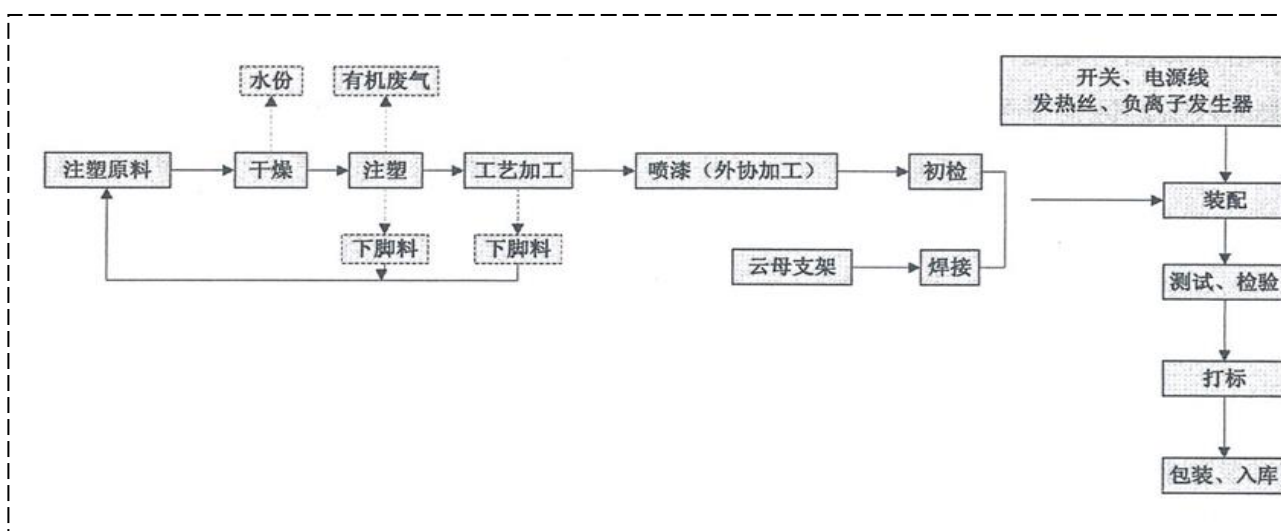 水份
有机废气
开关、电源线
发热丝、负离子发生器
注塑原料
干燥
注塑
工艺加工
喷漆（外协加工）
初检
装配
下脚料
下脚料
云母支架
焊接
测试、检验
打标
包装、入库